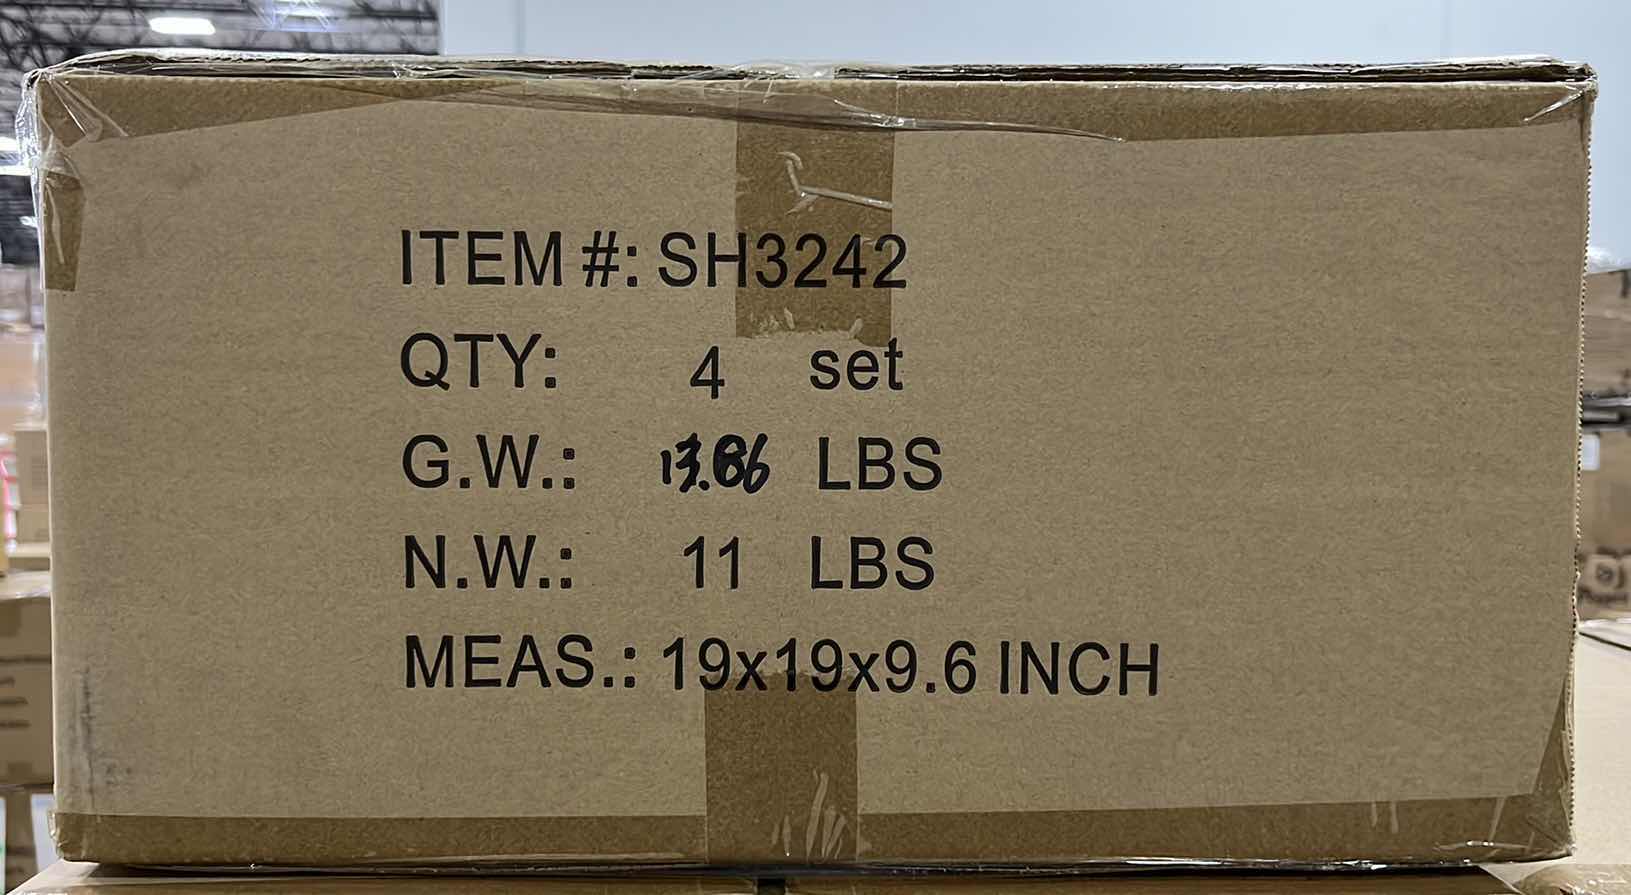 ITEM #: SH3242
QTY: 4 set
G.W.: LBS
N.W.: 11 LBS
MEAS.: 19x19x9.6 INCH